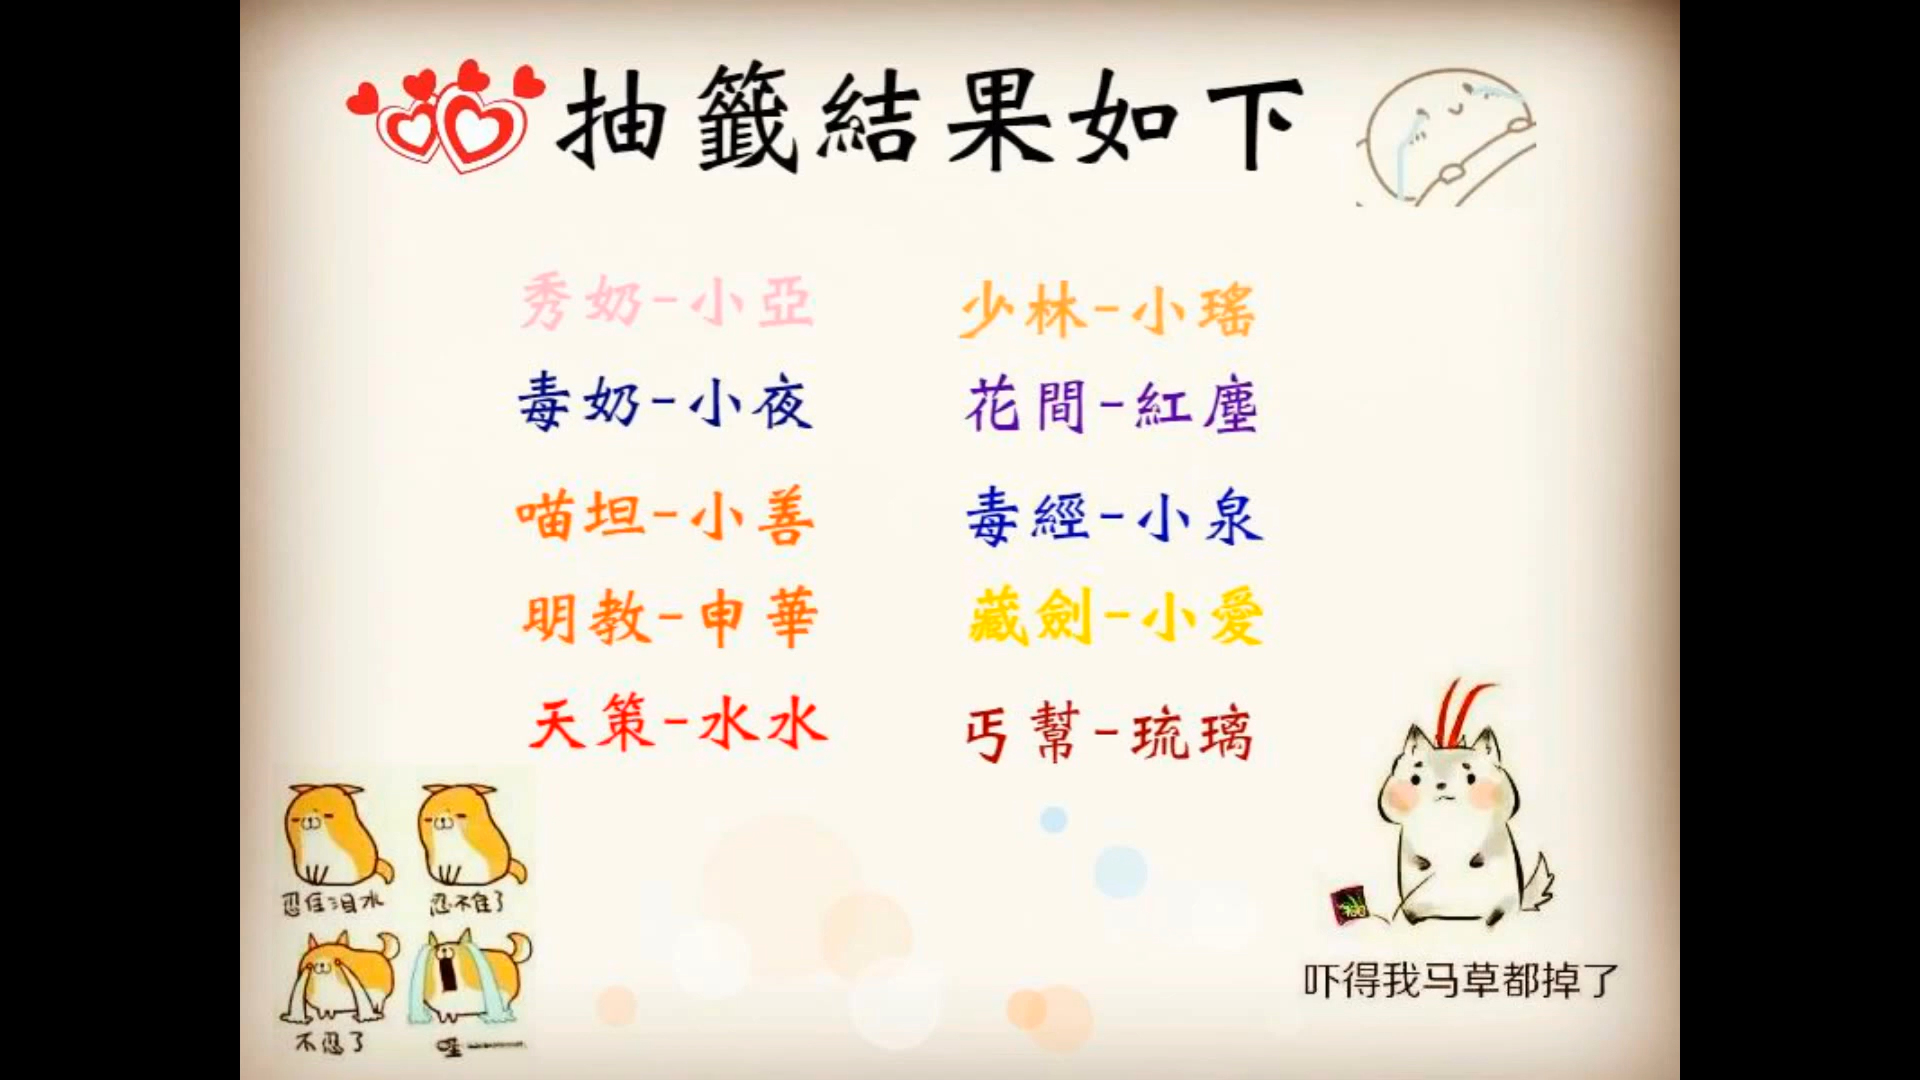 抽籤結果如下
秀奶-小亞
少林-小瑤
毒奶-小夜
花間-紅塵
喵坦-小善
毒經-小泉
明教-申華
藏劍-小愛
天策-水水
丐幫-琉璃
忍住泪水
忍不住了
不忍了
哇——
吓得我马草都掉了